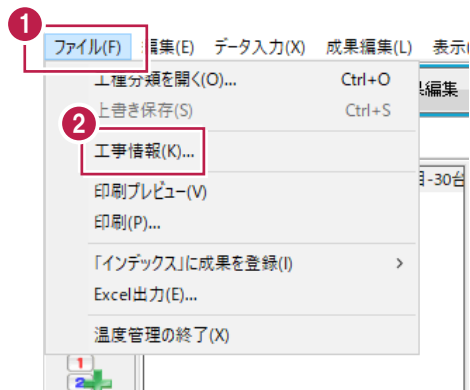 1
ファイル(F) 編集(E) データ入力(X) 成果編集(L) 表示(
工種分類を開く(O)... Ctrl+O
編集
上書き保存(S) Ctrl+S
2
工事情報(K)...
-30台
印刷プレビュー(V)
印刷(P)...
「インデックス」に成果を登録(I) >
Excel出力(E)...
温度管理の終了(X)
1
2